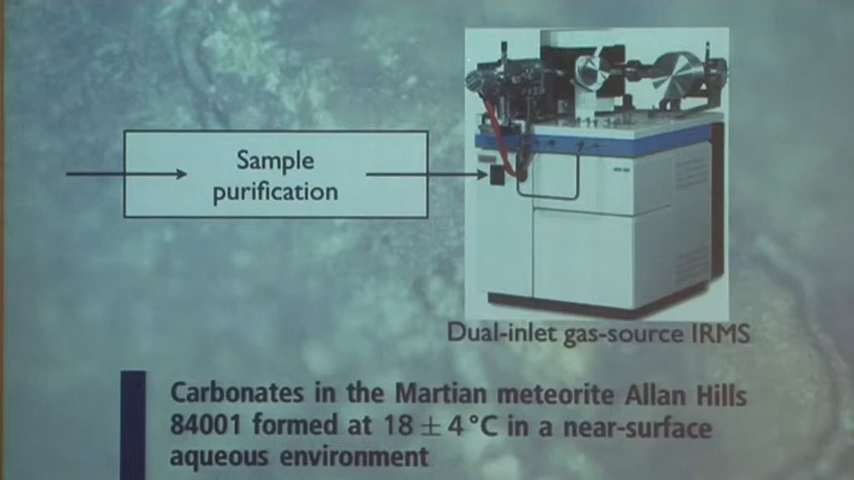 Sample
purification
Dual-inlet gas-source IRMS
Carbonates in the Martian meteorite Allan Hills
84001 formed at 18 ± 4 °C in a near-surface
aqueous environment